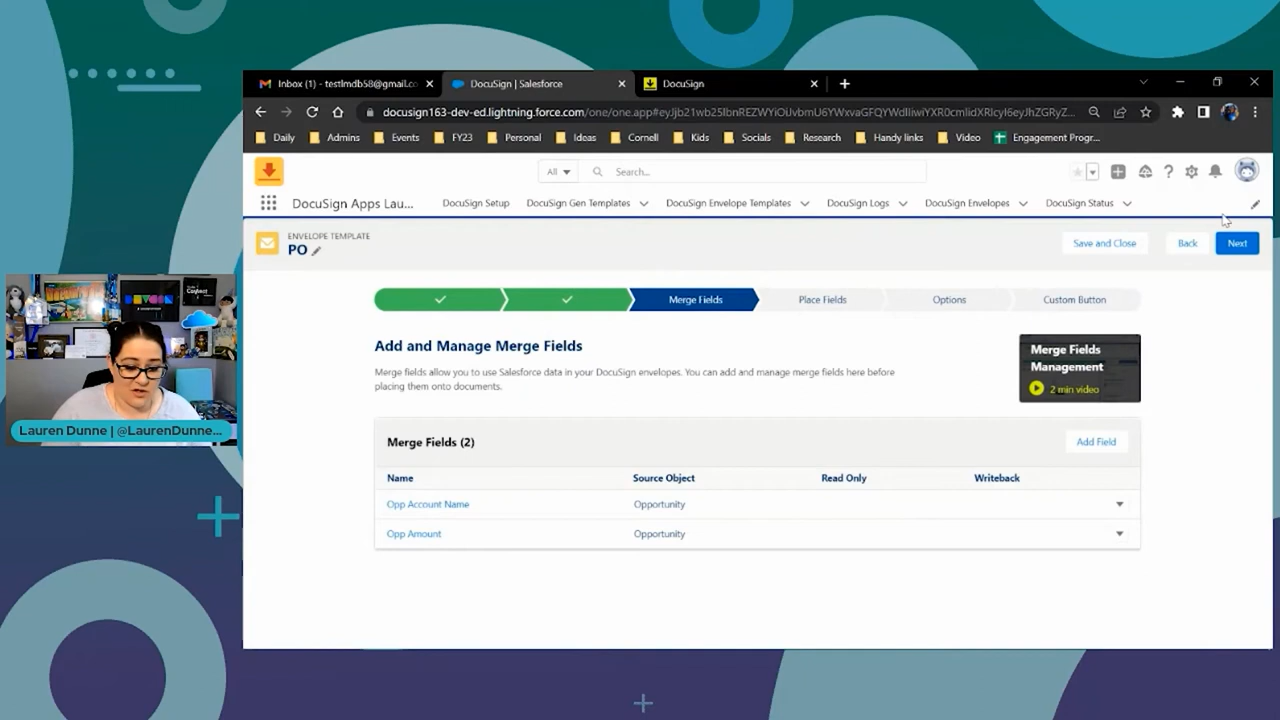 Inbox (1) - testlmdb58@gmail.co
DocuSign | Salesforce
DocuSign
docusign163-dev-ed.lightning.force.com
Daily
Admins
Events
FY23
Personal
Ideas
Cornell
Kids
Socials
Research
Handy links
Video
Engagement Progr...
All
Search...
DocuSign Apps Lau...
DocuSign Setup
DocuSign Gen Templates
DocuSign Envelope Templates
DocuSign Logs
DocuSign Envelopes
DocuSign Status
ENVELOPE TEMPLATE
PO
Save and Close
Back
Next
Merge Fields
Place Fields
Options
Custom Button
Add and Manage Merge Fields
Merge fields allow you to use Salesforce data in your DocuSign envelopes. You can add and manage merge fields here before
placing them onto documents.
Merge Fields
Management
2 min video
Merge Fields (2)
Add Field
Name
Source Object
Read Only
Writeback
Opp Account Name
Opportunity
Opp Amount
Opportunity
Lauren Dunne | @LaurenDunne...